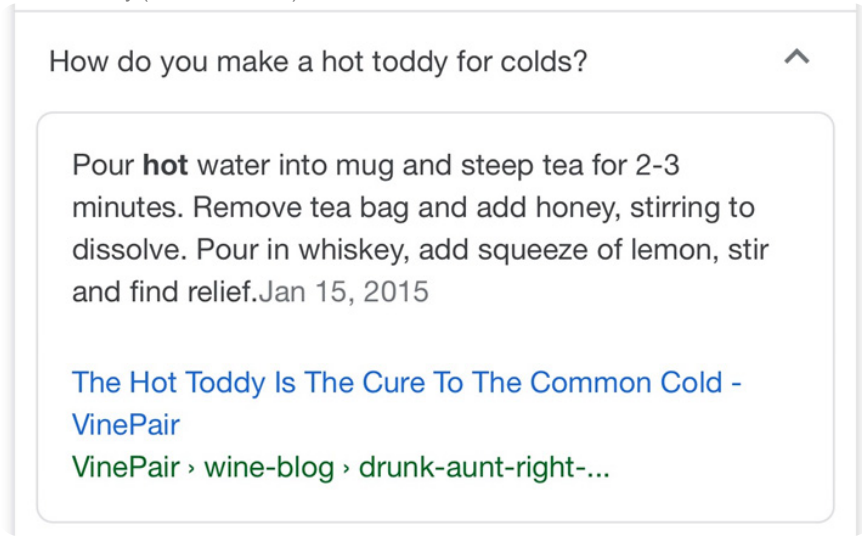 How do you make a hot toddy for colds?
Pour hot water into mug and steep tea for 2-3
minutes. Remove tea bag and add honey, stirring to
dissolve. Pour in whiskey, add squeeze of lemon, stir
and find relief.Jan 15, 2015
The Hot Toddy Is The Cure To The Common Cold -
VinePair
VinePair › wine-blog › drunk-aunt-right-...